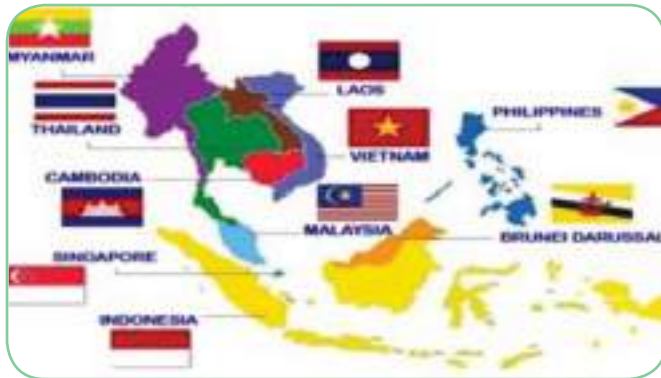 MYANMAR
LAOS
PHILIPPINES
THAILAND
VIETNAM
CAMBODIA
MALAYSIA
BRUNEI DARUSSAL
SINGAPORE
INDONESIA